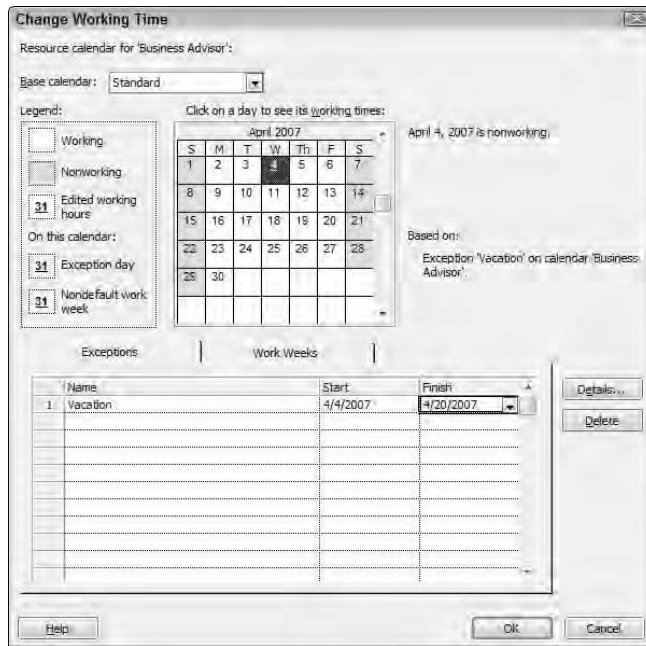 Change Working Time
Resource calendar for 'Business Advisor':
Base calendar: Standard
Legend:
Click on a day to see its working times:
Working
Nonworking
31 Edited working hours
On this calendar:
31 Exception day
31 Nondefault work week
April 2007
S M T W Th F S
1 2 3 4 5 6 7
8 9 10 11 12 13 14
15 16 17 18 19 20 21
22 23 24 25 26 27 28
29 30
April 4, 2007 is nonworking.
Based on:
Exception 'Vacation' on calendar 'Business
Advisor'.
Exceptions Work Weeks
Name Start Finish
1 Vacation 4/4/2007 4/20/2007
Details...
Delete
Help OK Cancel